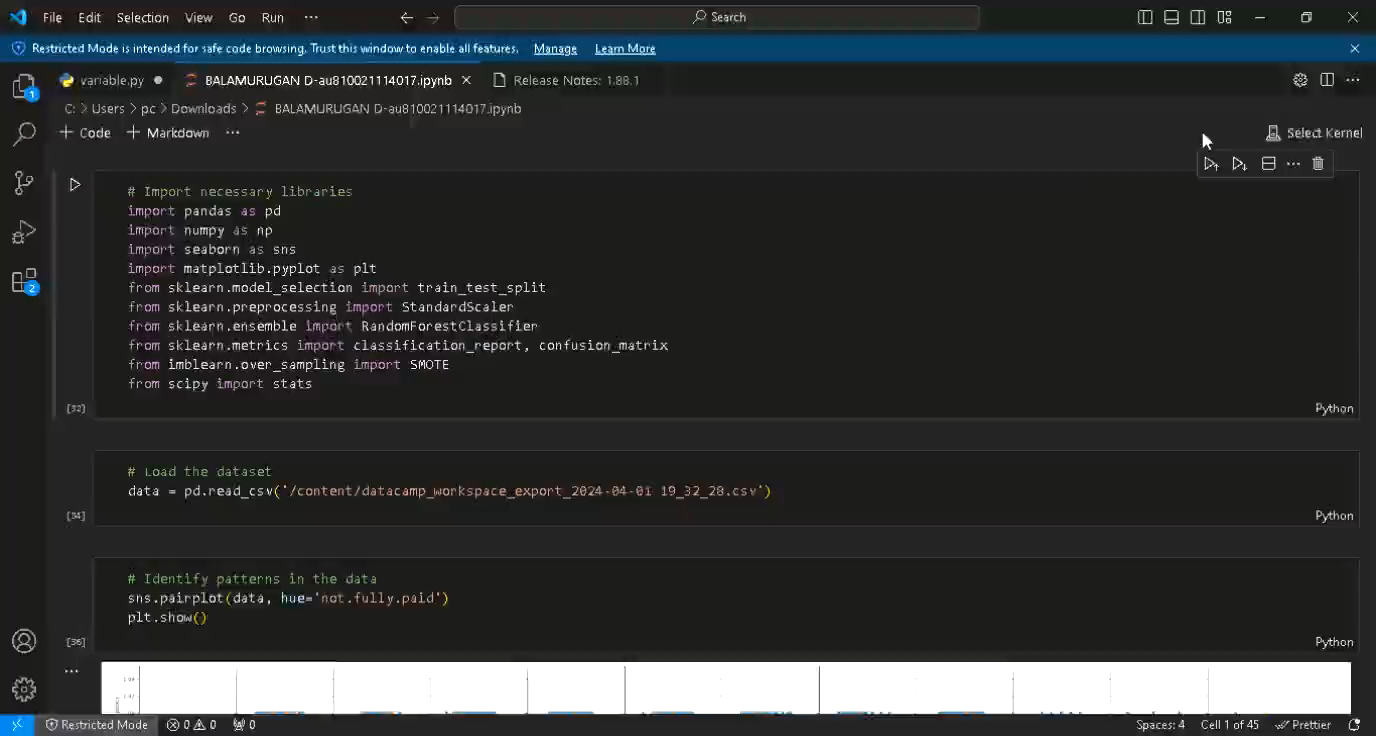 File Edit Selection View Go Run ··· Search
Restricted Mode is intended for safe code browsing. Trust this window to enable all features. Manage Learn More
variable.py BALAMURUGAN D-au810021114017.ipynb Release Notes: 1.88.1
C: > Users > pc > Downloads > BALAMURUGAN D-au810021114017.ipynb
+ Code + Markdown ··· Select Kernel
1
# Import necessary libraries
import pandas as pd
import numpy as np
import seaborn as sns
import matplotlib.pyplot as plt
from sklearn.model_selection import train_test_split
from sklearn.preprocessing import StandardScaler
from sklearn.ensemble import RandomForestClassifier
from sklearn.metrics import classification_report, confusion_matrix
from imblearn.over_sampling import SMOTE
from scipy import stats
2
[32] Python
# Load the dataset
data = pd.read_csv('/content/datacamp_workspace_export_2024-04-01 19_32_28.csv')
[34] Python
# Identify patterns in the data
sns.pairplot(data, hue='not.fully.paid')
plt.show()
[36] Python
Restricted Mode 0 0 0 Spaces: 4 Cell 1 of 45 Prettier